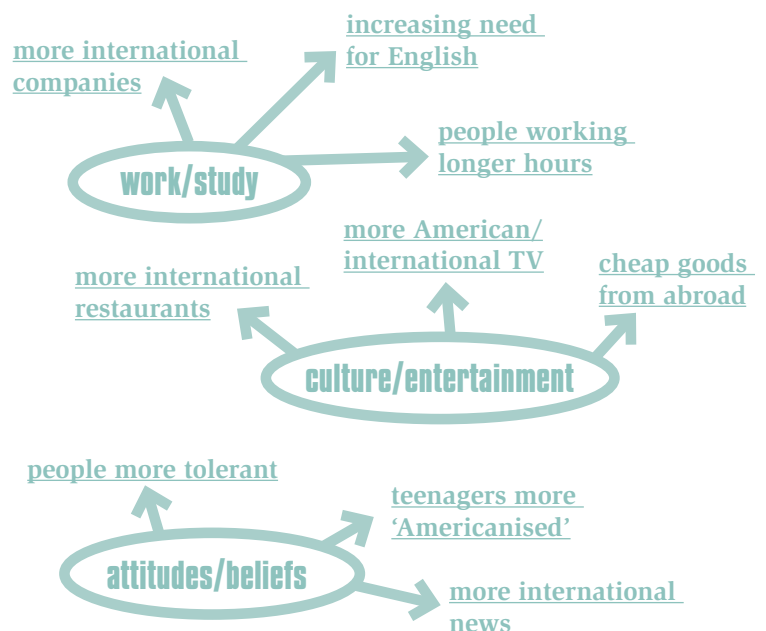 increasing need
for English
more international
companies
people working
longer hours
work/study
more American/
international TV
more international
restaurants
cheap goods
from abroad
culture/entertainment
people more tolerant
teenagers more
‘Americanised’
attitudes/beliefs
more international
news